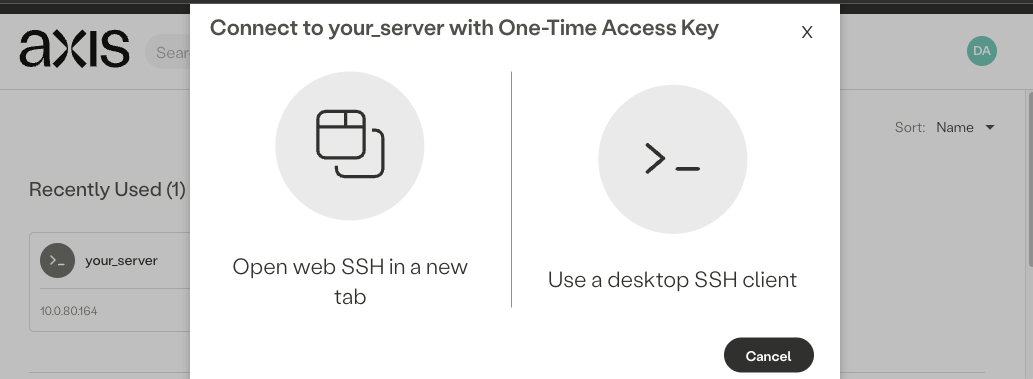 Connect to your_server with One-Time Access Key
X
axis
Sear
DA
Sort: Name
Recently Used (1)
your_server
10.0.80.164
Open web SSH in a new
tab
Use a desktop SSH client
Cancel